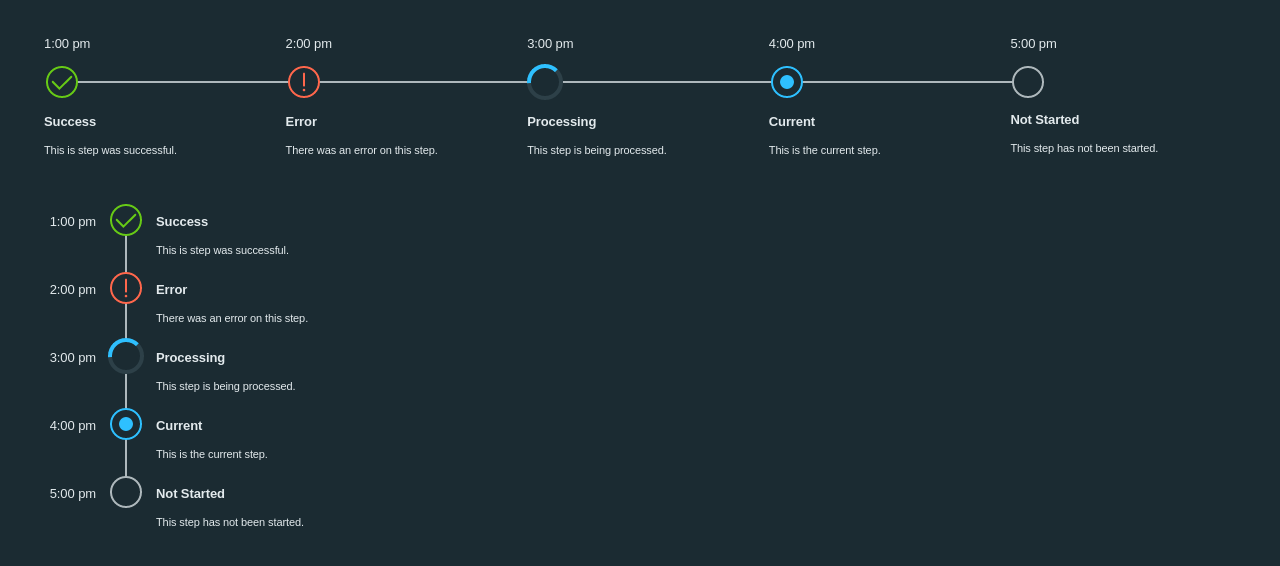 1:00 pm 2:00 pm 3:00 pm 4:00 pm 5:00 pm
Success Error Processing Current Not Started
This is step was successful. There was an error on this step. This step is being processed. This is the current step. This step has not been started.
1:00 pm Success
This is step was successful.
2:00 pm Error
There was an error on this step.
3:00 pm Processing
This step is being processed.
4:00 pm Current
This is the current step.
5:00 pm Not Started
This step has not been started.